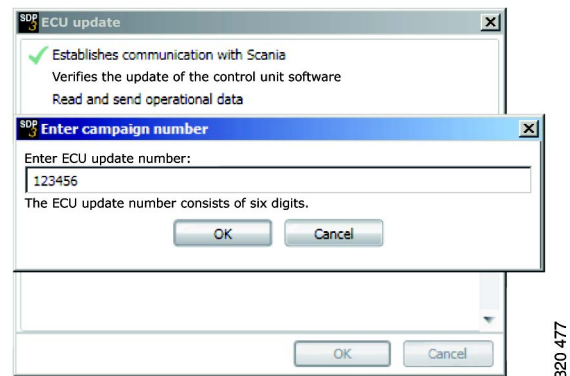 SDP3 ECU update
Establishes communication with Scania
Verifies the update of the control unit software
Read and send operational data
SDP3 Enter campaign number
Enter ECU update number:
123456
The ECU update number consists of six digits.
OK Cancel
OK Cancel
320 477